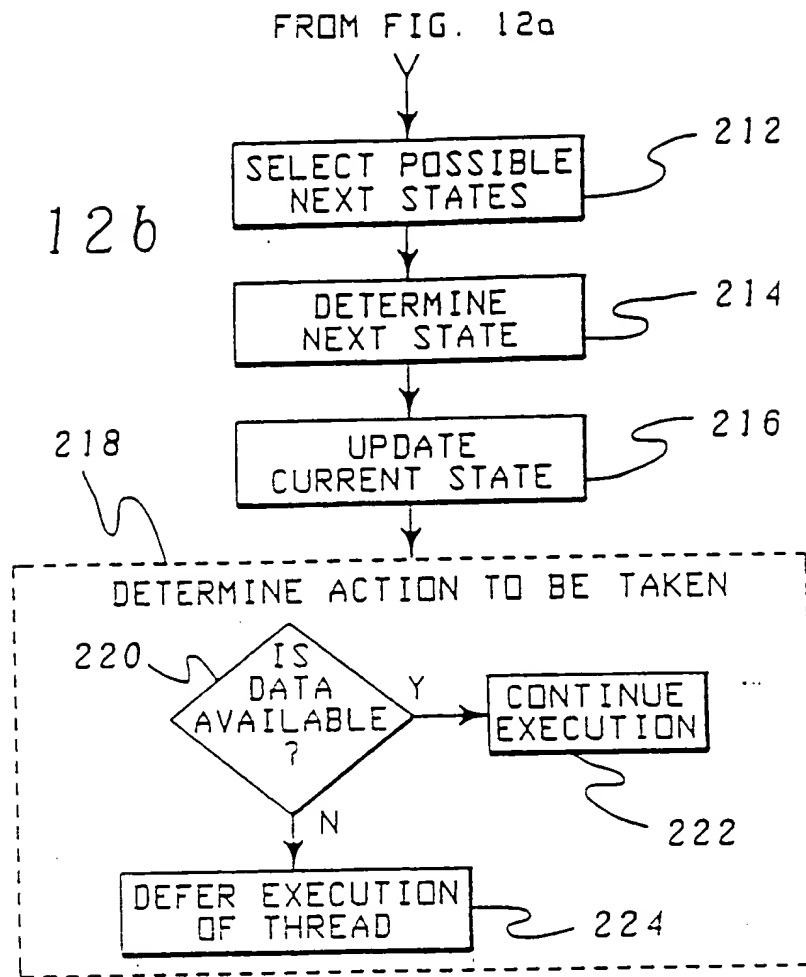 FROM FIG. 12a
212
SELECT POSSIBLE
NEXT STATES
12b
214
DETERMINE
NEXT STATE
216
UPDATE
CURRENT STATE
218
DETERMINE ACTION TO BE TAKEN
220
IS
DATA
AVAILABLE
?
Y
CONTINUE
EXECUTION
222
N
DEFER EXECUTION
OF THREAD
224